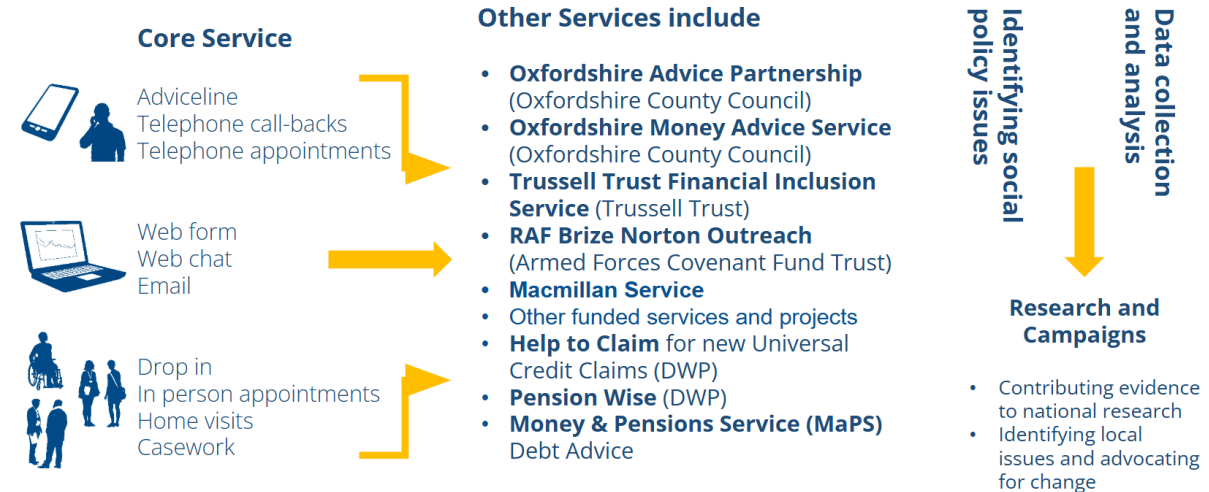 Core Service
Adviceline
Telephone call-backs
Telephone appointments
Web form
Web chat
Email
Drop in
In person appointments
Home visits
Casework
Other Services include
• Oxfordshire Advice Partnership
(Oxfordshire County Council)
• Oxfordshire Money Advice Service
(Oxfordshire County Council)
• Trussell Trust Financial Inclusion
Service (Trussell Trust)
• RAF Brize Norton Outreach
(Armed Forces Covenant Fund Trust)
• Macmillan Service
• Other funded services and projects
• Help to Claim for new Universal
Credit Claims (DWP)
• Pension Wise (DWP)
• Money & Pensions Service (MaPS)
Debt Advice
Identifying social
policy issues
Data collection
and analysis
Research and
Campaigns
• Contributing evidence
to national research
• Identifying local
issues and advocating
for change